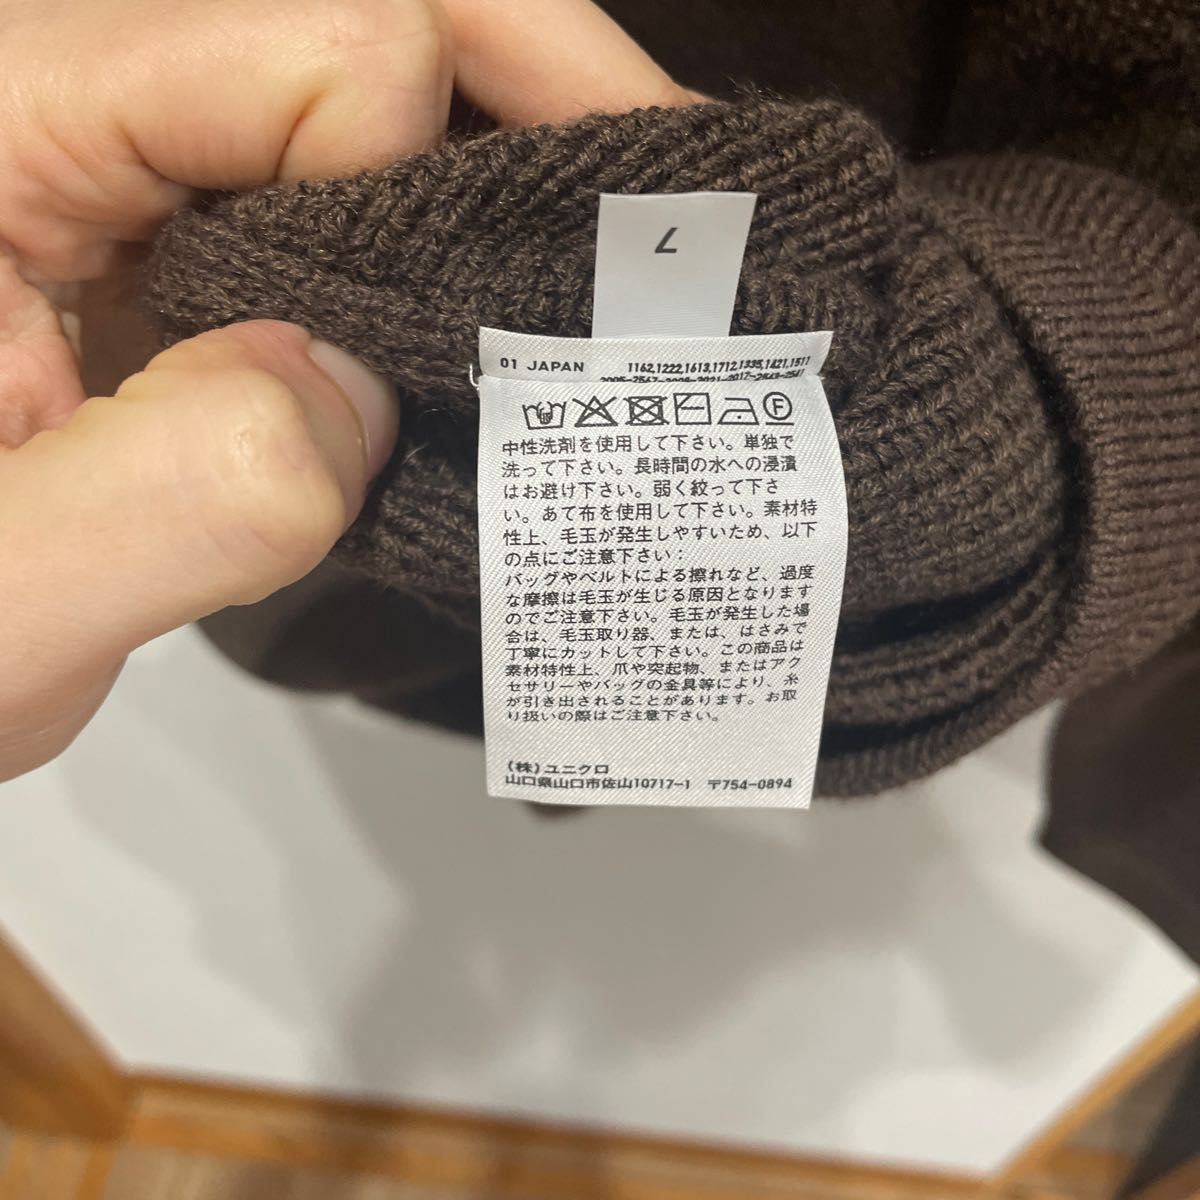 L
01 JAPAN
1162,1222,1613,1712,1335,1421,1511
中性洗剤を使用して下さい。単独で
洗って下さい。長時間の水への浸漬
はお避け下さい。弱く絞って下さ
い。あて布を使用して下さい。素材特
性上、毛玉が発生しやすいため、以下
の点にご注意下さい：
バッグやベルトによる擦れなど、過度
な摩擦は毛玉が生じる原因となります
のでご注意下さい。毛玉が発生した場
合は、毛玉取り器、または、はさみで
丁寧にカットして下さい。この商品は
素材特性上、爪や突起物、またはアク
セサリーやバッグの金具等により、糸
が引き出されることがあります。お取
り扱いの際はご注意下さい。
(株)ユニクロ
山口県山口市佐山10717-1 〒754-0894